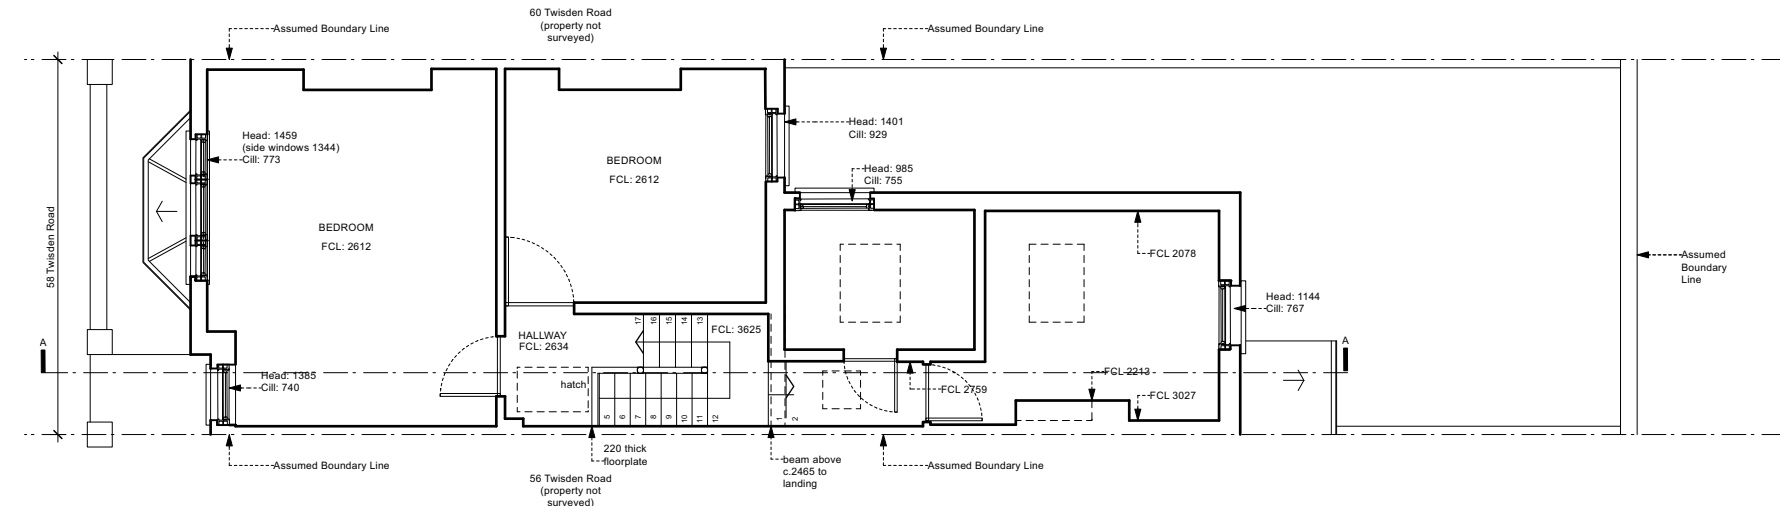 60 Twisden Road
(property not
surveyed)
Assumed Boundary Line
Assumed Boundary Line
Head: 1459
(side windows 1344)
Cill: 773
Head: 1401
Cill: 929
BEDROOM
FCL: 2612
Head: 985
Cill: 755
BEDROOM
FCL: 2612
58 Twisden Road
FCL 2078
Assumed
Boundary
Line
Head: 1144
Cill: 767
17
16
15
14
13
HALLWAY
FCL: 2634
FCL: 3625
A
A
Head: 1385
Cill: 740
hatch
FCL 2759
FCL 2213
FCL 3027
5
6
7
8
9
10
11
12
1
2
220 thick
floorplate
beam above
c.2465 to
landing
Assumed Boundary Line
Assumed Boundary Line
56 Twisden Road
(property not
surveyed)